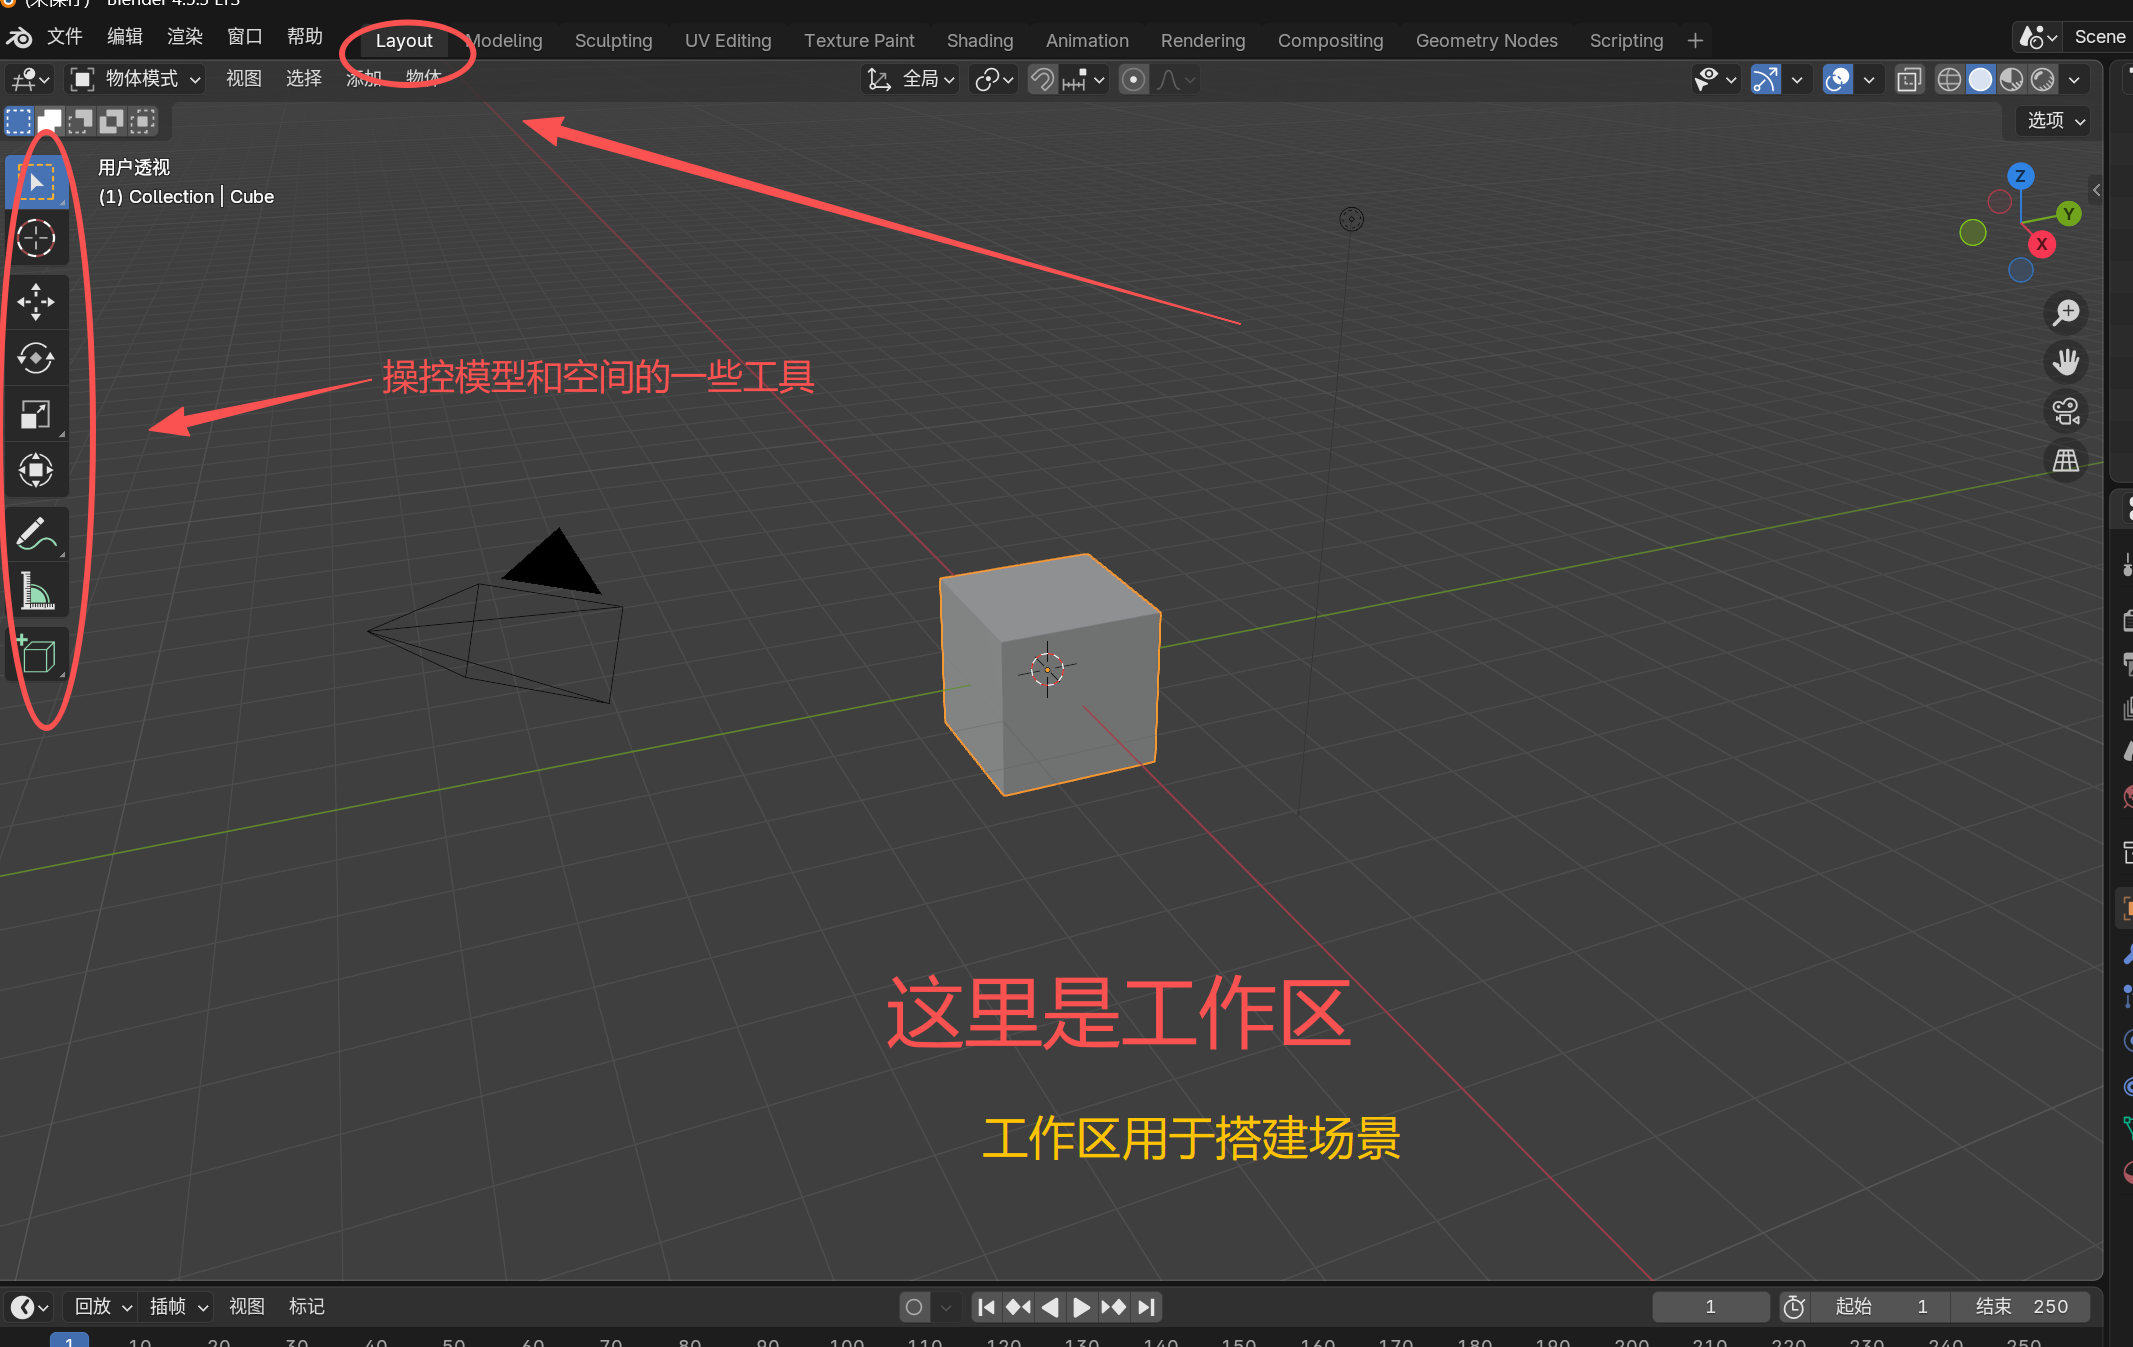 Blender 4.5.5 LTS
文件 编辑 渲染 窗口 帮助 Layout Modeling Sculpting UV Editing Texture Paint Shading Animation Rendering Compositing Geometry Nodes Scripting + Scene
物体模式 视图 选择 添加 物体 全局
选项
用户透视
(1) Collection | Cube
Z
Y
X
操控模型和空间的一些工具
这里是工作区
工作区用于搭建场景
回放 插帧 视图 标记 1 起始 1 结束 250
1 10 20 30 40 50 60 70 80 90 100 110 120 130 140 150 160 170 180 190 200 210 220 230 240 250